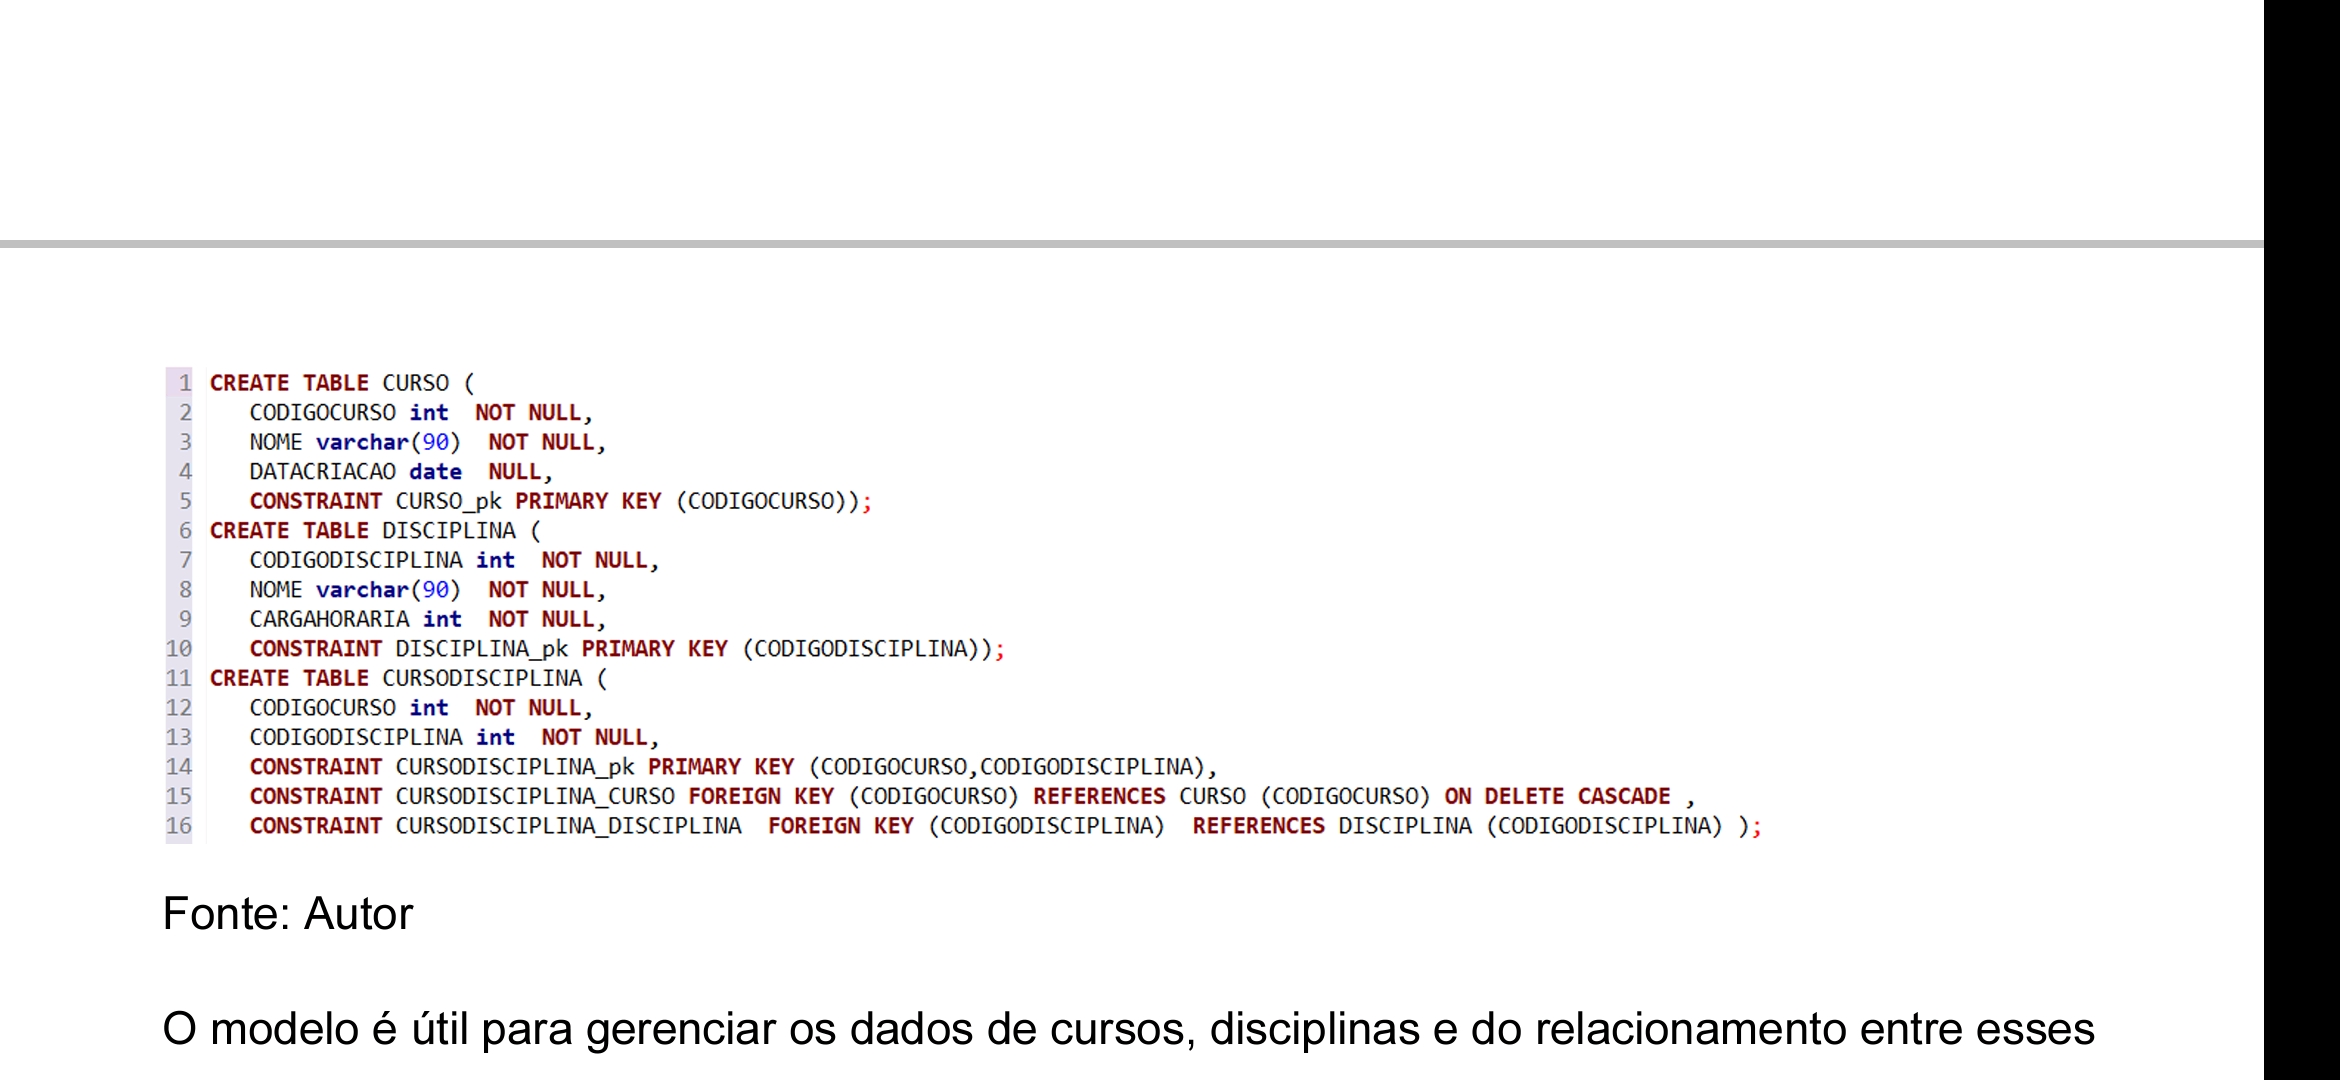 1 CREATE TABLE CURSO (
2 CODIGOCURSO int NOT NULL,
3 NOME varchar(90) NOT NULL,
4 DATACRIACAO date NULL,
5 CONSTRAINT CURSO_pk PRIMARY KEY (CODIGOCURSO));
6 CREATE TABLE DISCIPLINA (
7 CODIGODISCIPLINA int NOT NULL,
8 NOME varchar(90) NOT NULL,
9 CARGAHORARIA int NOT NULL,
10 CONSTRAINT DISCIPLINA_pk PRIMARY KEY (CODIGODISCIPLINA));
11 CREATE TABLE CURSODISCIPLINA (
12 CODIGOCURSO int NOT NULL,
13 CODIGODISCIPLINA int NOT NULL,
14 CONSTRAINT CURSODISCIPLINA_pk PRIMARY KEY (CODIGOCURSO,CODIGODISCIPLINA),
15 CONSTRAINT CURSODISCIPLINA_CURSO FOREIGN KEY (CODIGOCURSO) REFERENCES CURSO (CODIGOCURSO) ON DELETE CASCADE ,
16 CONSTRAINT CURSODISCIPLINA_DISCIPLINA FOREIGN KEY (CODIGODISCIPLINA) REFERENCES DISCIPLINA (CODIGODISCIPLINA) );
Fonte: Autor
O modelo é útil para gerenciar os dados de cursos, disciplinas e do relacionamento entre esses